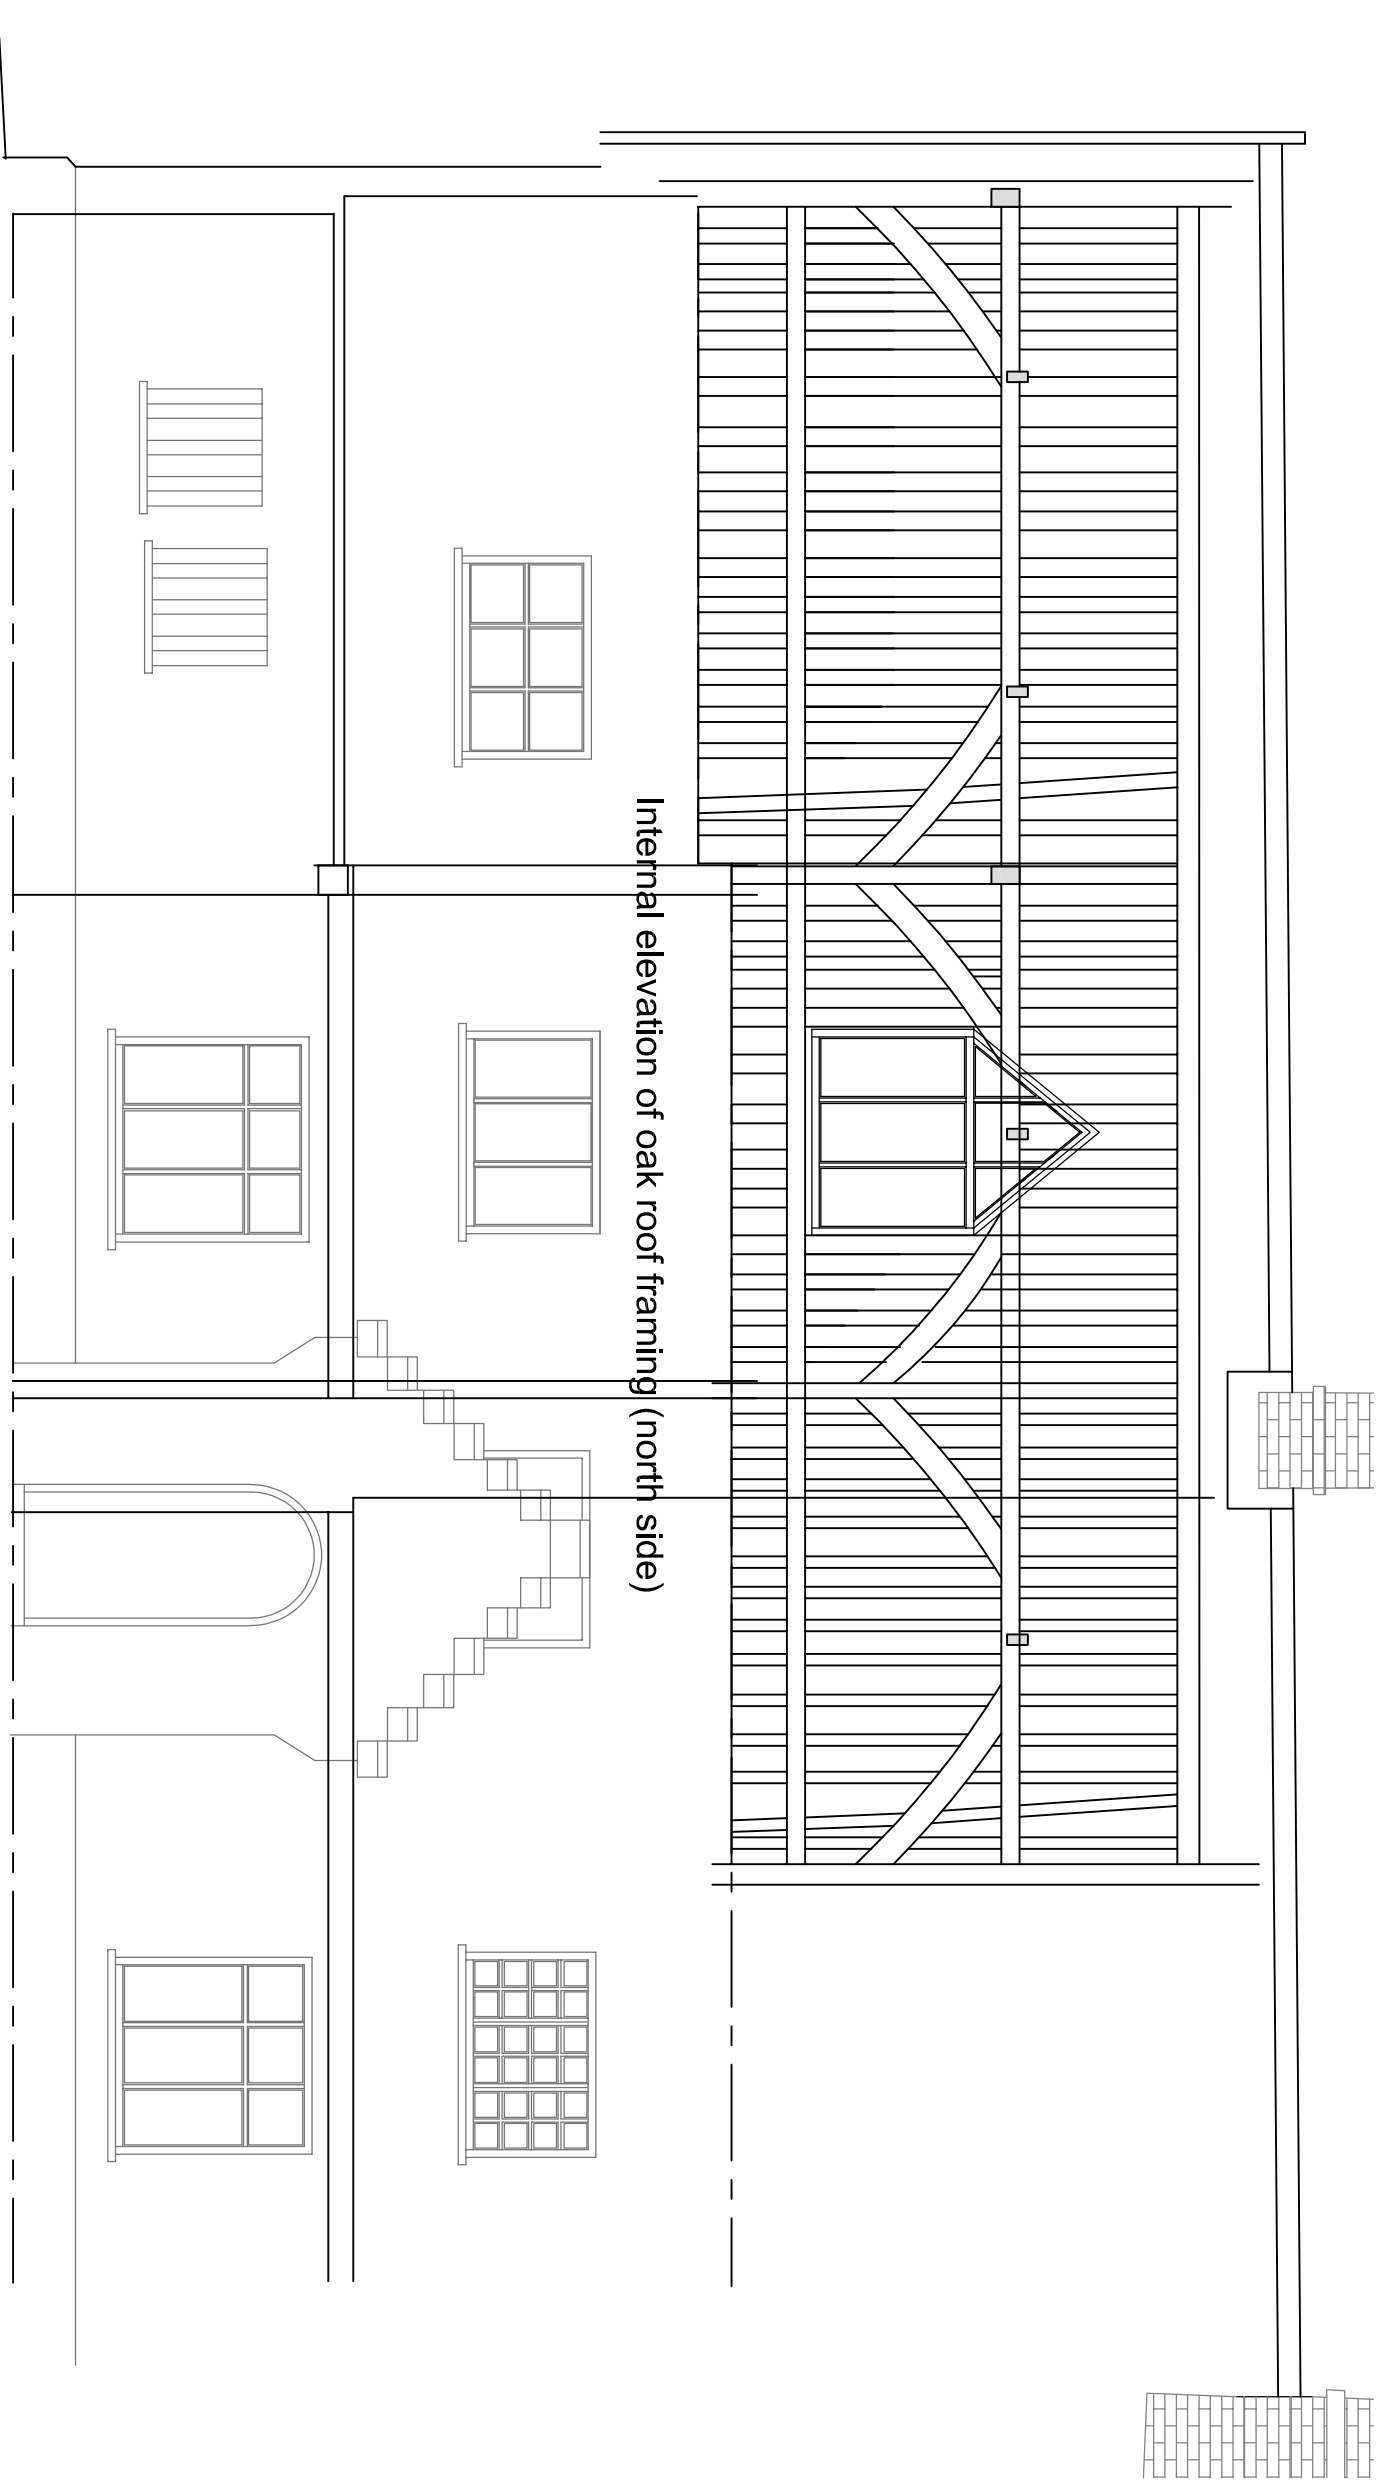 Internal elevation of oak roof framing (north side)